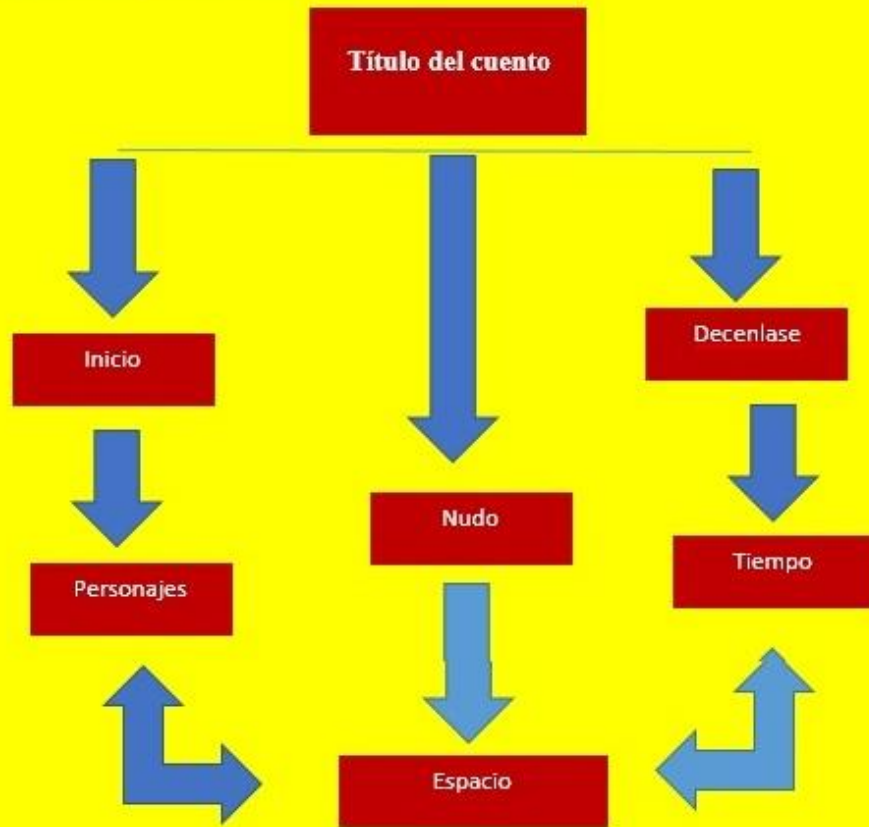 Título del cuento
Inicio
Decenlase
Nudo
Personajes
Tiempo
Espacio